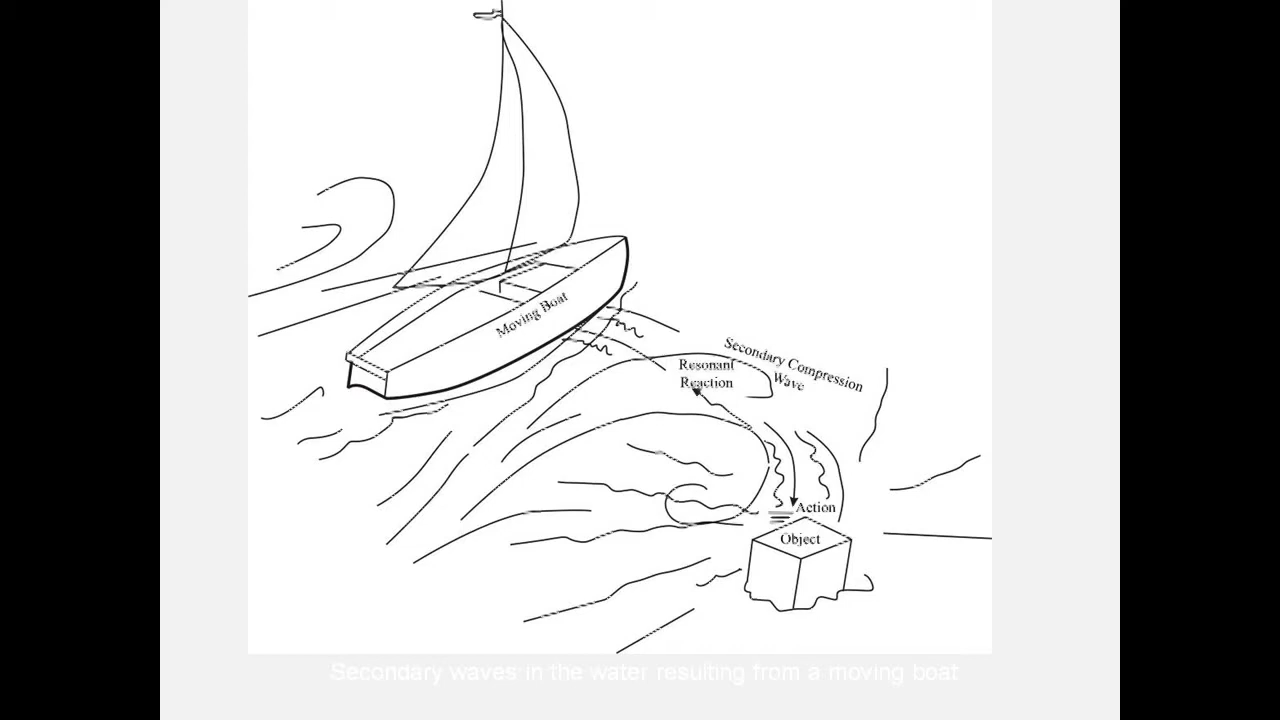 Moving Boat
Secondary Compression
Wave
Resonant
Reaction
Action
Object
Secondary waves in the water resulting from a moving boat